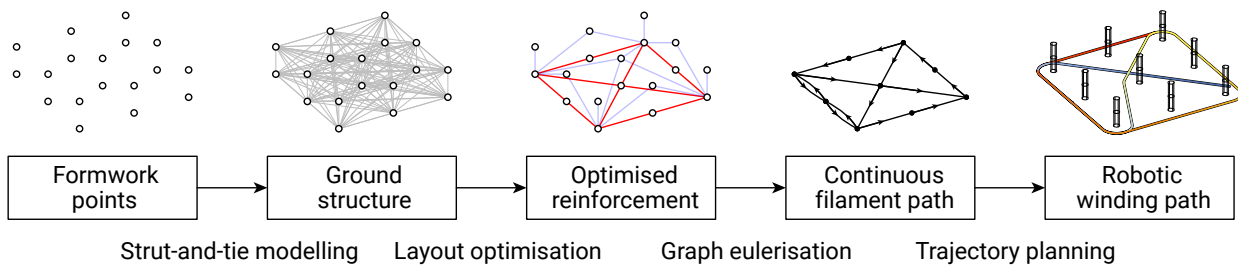 Formwork
points
Ground
structure
Optimised
reinforcement
Continuous
filament path
Robotic
winding path
Strut-and-tie modelling
Layout optimisation
Graph eulerisation
Trajectory planning